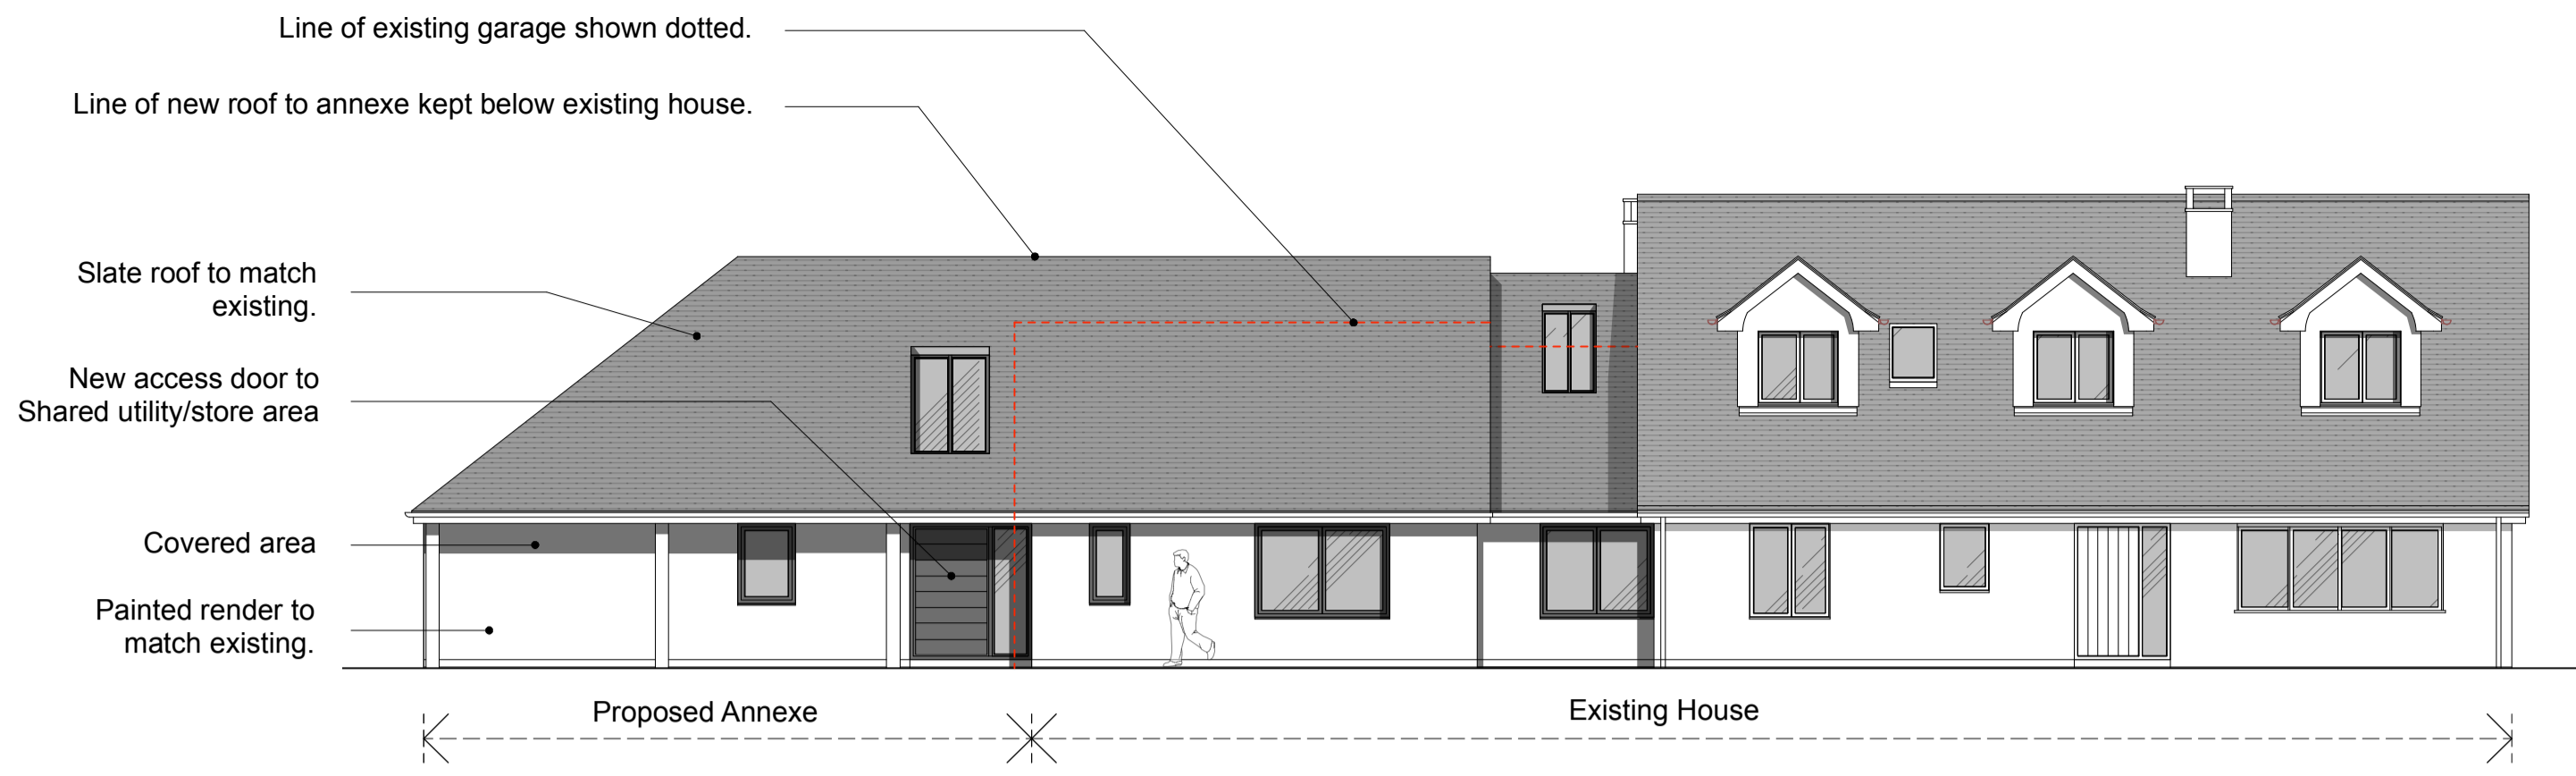 Line of existing garage shown dotted.
Line of new roof to annexe kept below existing house.
Slate roof to match
existing.
New access door to
Shared utility/store area
Covered area
Painted render to
match existing.
Proposed Annexe
Existing House